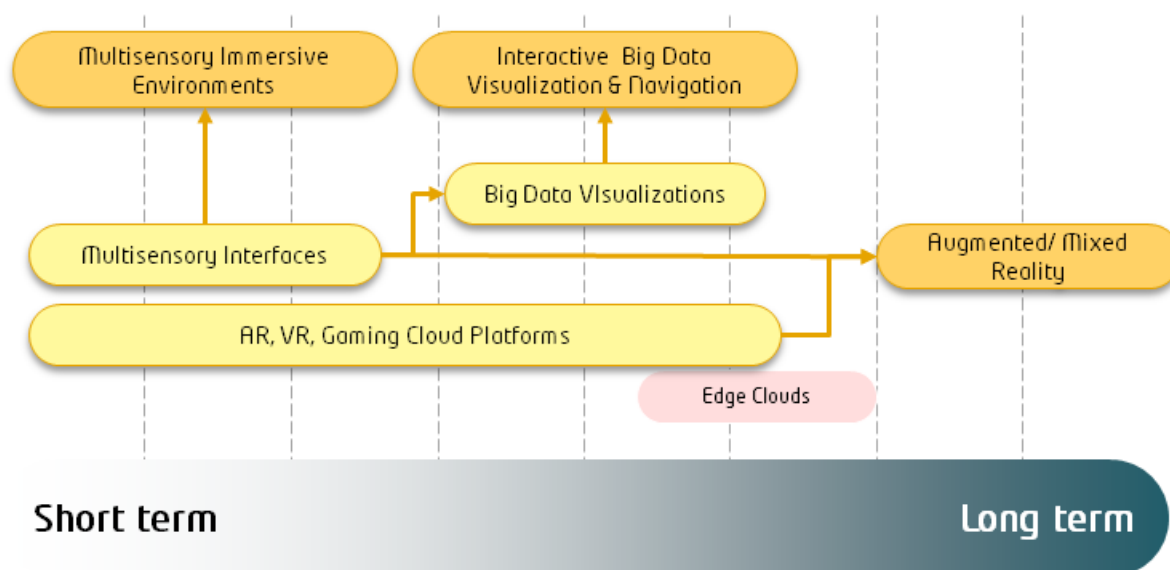 Multisensory Immersive
Environments
Interactive Big Data
Visualization & Navigation
Big Data VIsualizations
Multisensory Interfaces
Augmented/ Mixed
Reality
AR, VR, Gaming Cloud Platforms
Edge Clouds
Short term
Long term